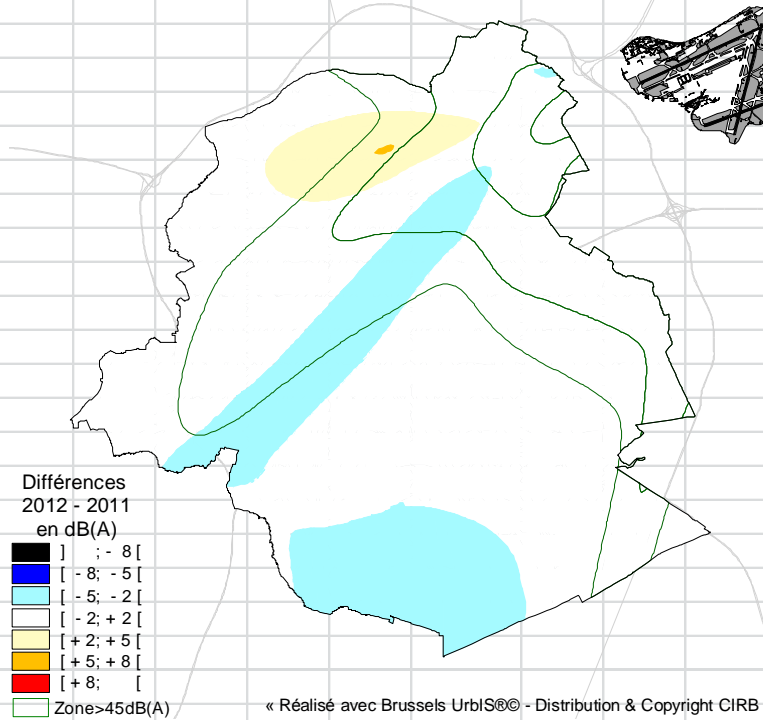 Différences
2012 - 2011
en dB(A)
] ; - 8 [
[ - 8; - 5 [
[ - 5; - 2 [
[ - 2; + 2 [
[ + 2; + 5 [
[ + 5; + 8 [
[ + 8; [
Zone>45dB(A)
« Réalisé avec Brussels UrbIS®© - Distribution & Copyright CIRB